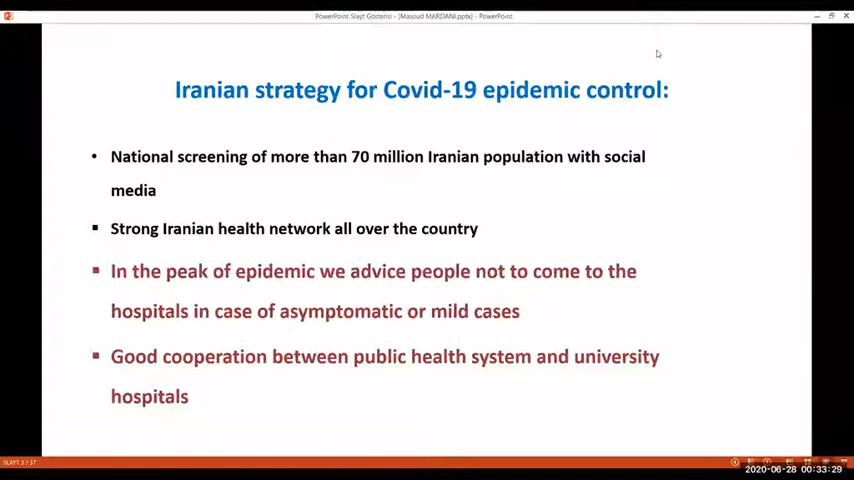 PowerPoint Slayt Gösterisi - [Masoud MARDANI.pptx] - PowerPoint
Iranian strategy for Covid-19 epidemic control:
• National screening of more than 70 million Iranian population with social
media
▪ Strong Iranian health network all over the country
▪ In the peak of epidemic we advice people not to come to the
hospitals in case of asymptomatic or mild cases
▪ Good cooperation between public health system and university
hospitals
SLAYT 3 / 37
2020-06-28 00:33:29